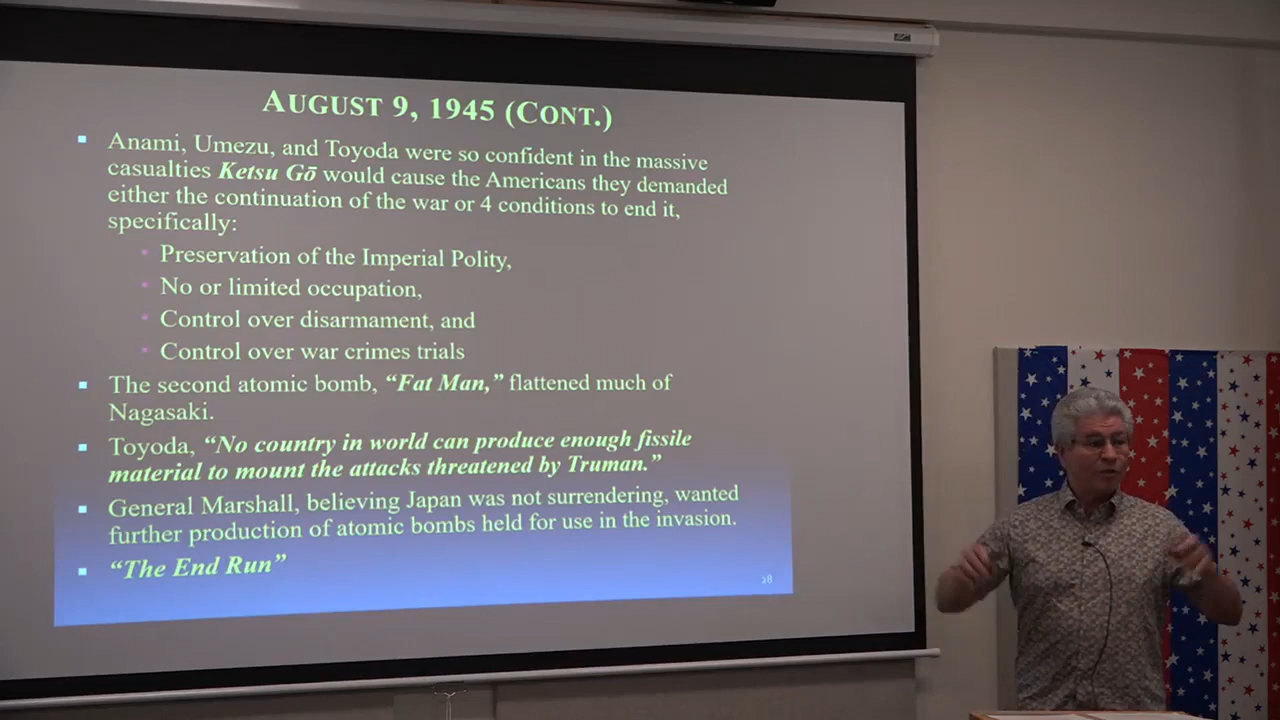 AUGUST 9, 1945 (CONT.)
Anami, Umezu, and Toyoda were so confident in the massive
casualties Ketsu Gō would cause the Americans they demanded
either the continuation of the war or 4 conditions to end it,
specifically:
Preservation of the Imperial Polity,
No or limited occupation,
Control over disarmament, and
Control over war crimes trials
The second atomic bomb, “Fat Man,” flattened much of
Nagasaki.
Toyoda, “No country in world can produce enough fissile
material to mount the attacks threatened by Truman.”
General Marshall, believing Japan was not surrendering, wanted
further production of atomic bombs held for use in the invasion.
“The End Run”
18